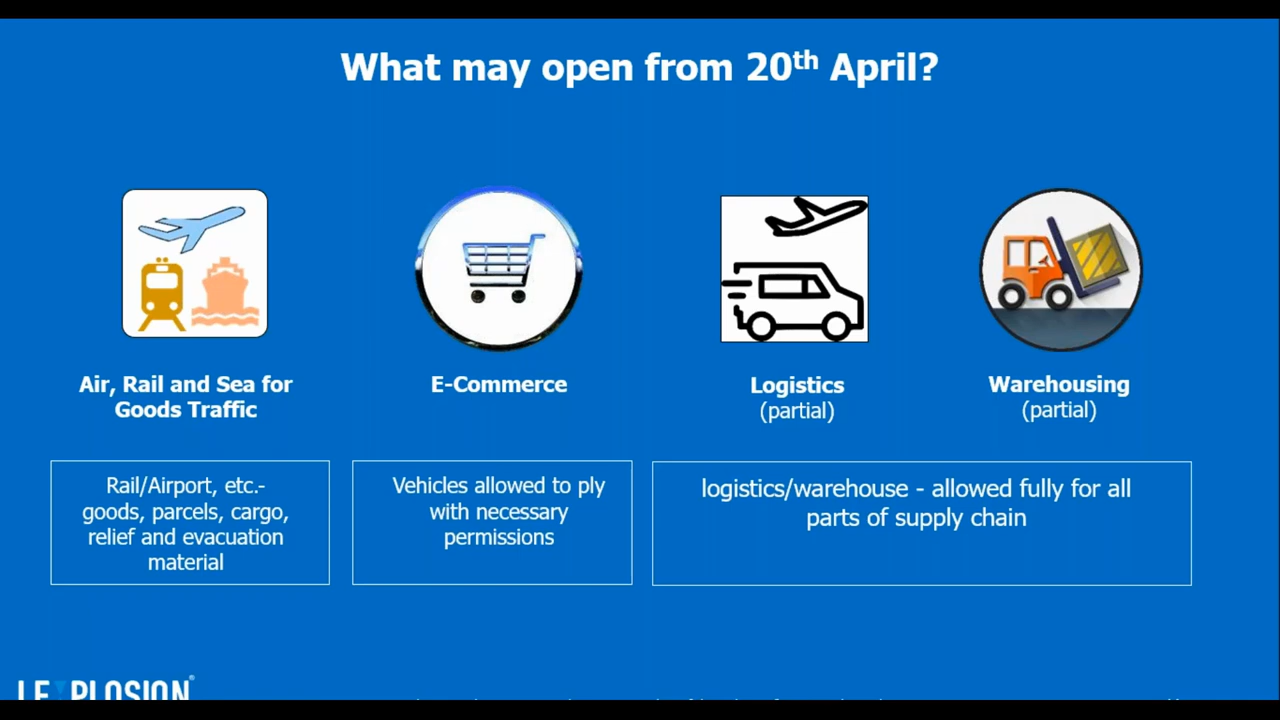 What may open from 20th April?
Air, Rail and Sea for
Goods Traffic
E-Commerce
Logistics
(partial)
Warehousing
(partial)
Rail/Airport, etc.-
goods, parcels, cargo,
relief and evacuation
material
Vehicles allowed to ply
with necessary
permissions
logistics/warehouse - allowed fully for all
parts of supply chain
LEXPLOSION